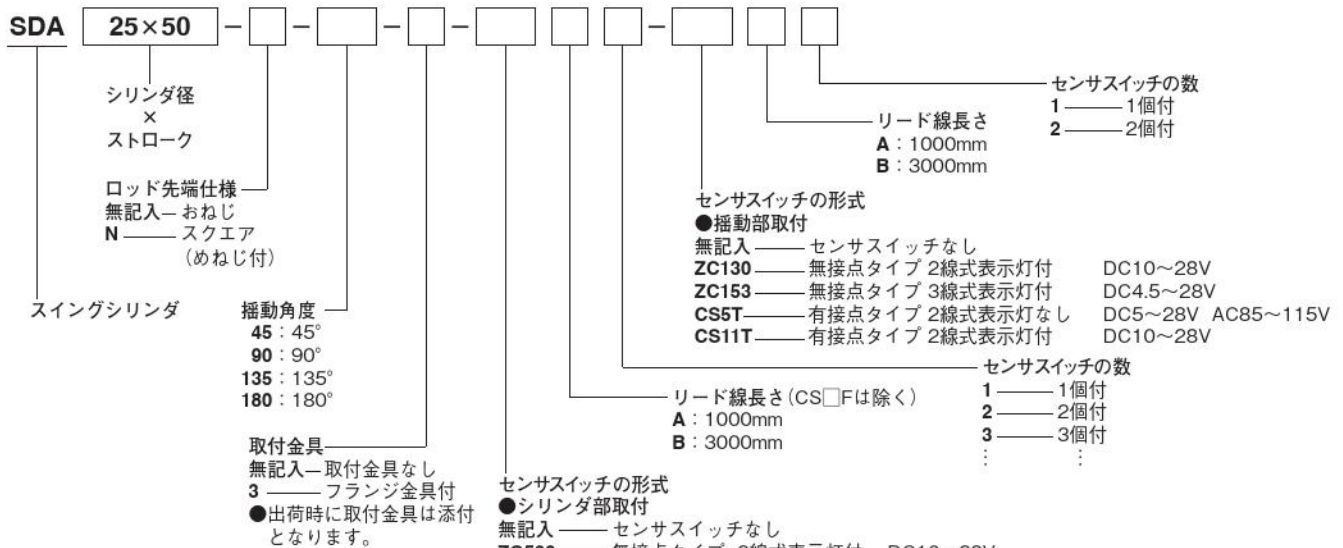 SDA 25×50 - - - - -
シリンダ径
×
ストローク
ロッド先端仕様
無記入 おねじ
N スクエア
(めねじ付)
スイングシリンダ
揺動角度
45:45°
90:90°
135:135°
180:180°
取付金具
無記入 取付金具なし
3 フランジ金具付
●出荷時に取付金具は添付
となります。
センサスイッチの形式
●シリンダ部取付
無記入 センサスイッチなし
リード線長さ(CS□Fは除く)
A:1000mm
B:3000mm
センサスイッチの数
1 1個付
2 2個付
3 3個付
⋮ ⋮
センサスイッチの形式
●揺動部取付
無記入 センサスイッチなし
ZC130 無接点タイプ 2線式表示灯付 DC10~28V
ZC153 無接点タイプ 3線式表示灯付 DC4.5~28V
CS5T 有接点タイプ 2線式表示灯なし DC5~28V AC85~115V
CS11T 有接点タイプ 2線式表示灯付 DC10~28V
リード線長さ
A:1000mm
B:3000mm
センサスイッチの数
1 1個付
2 2個付